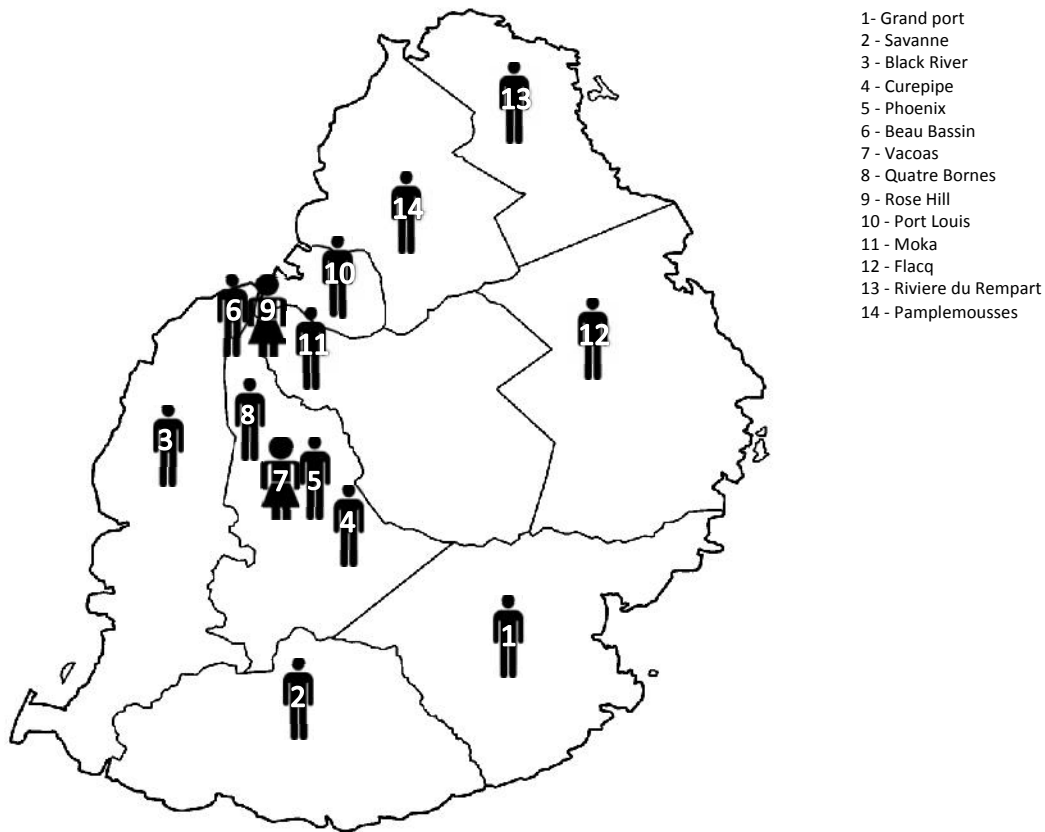 1- Grand port
2 - Savanne
3 - Black River
4 - Curepipe
5 - Phoenix
6 - Beau Bassin
7 - Vacoas
8 - Quatre Bornes
9 - Rose Hill
10 - Port Louis
11 - Moka
12 - Flacq
13 - Riviere du Rempart
14 - Pamplemousses
13
14
10
6
9
11
12
8
3
7
5
4
1
2